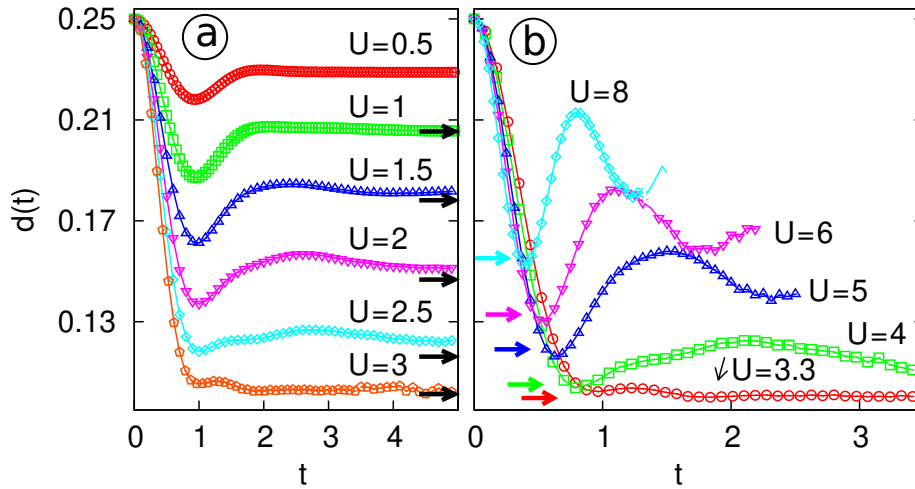 0.25
0.21
0.17
0.13
d(t)
a
U=0.5
U=1
U=1.5
U=2
U=2.5
U=3
0 1 2 3 4 5
t
b
U=8
U=6
U=5
U=4
U=3.3
0 1 2 3
t